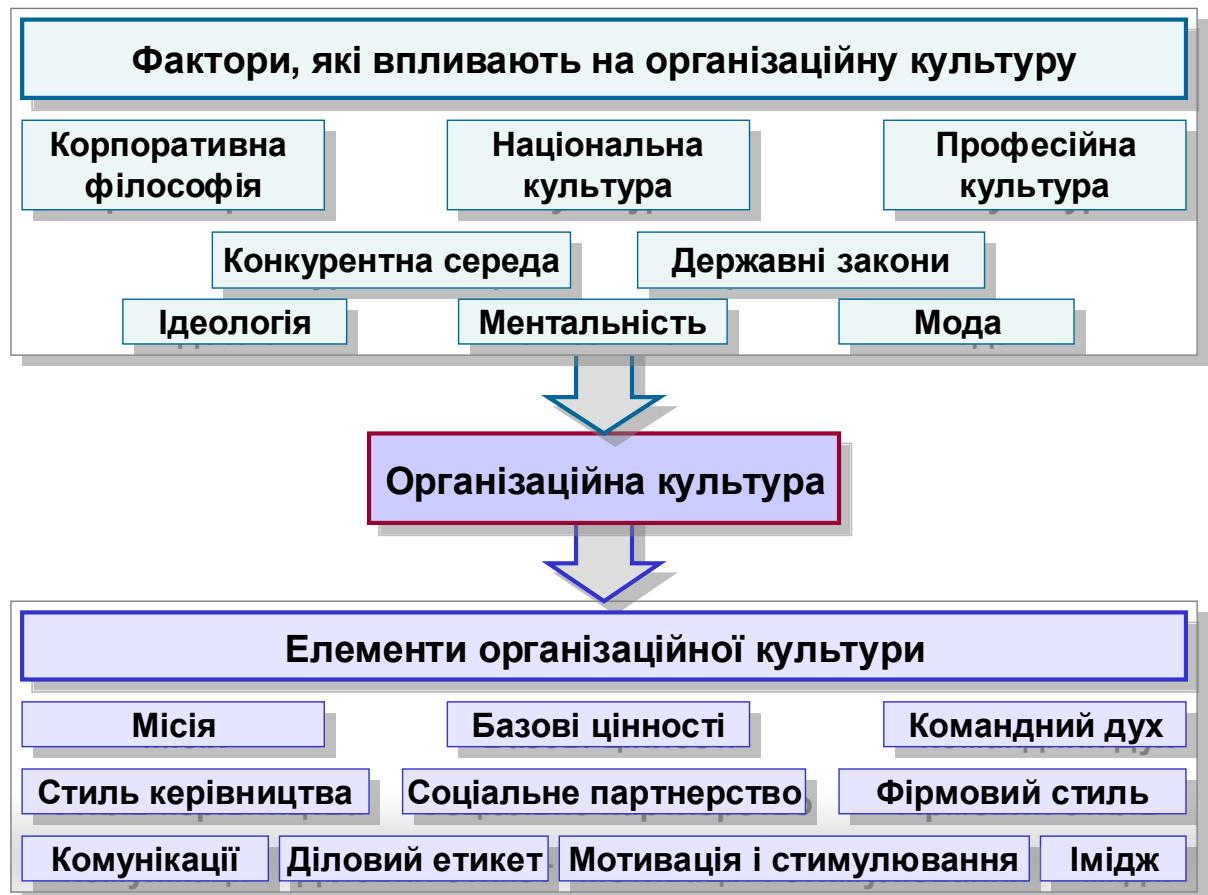 Фактори, які впливають на організаційну культуру
Корпоративна
філософія
Національна
культура
Професійна
культура
Конкурентна середа
Державні закони
Ідеологія
Ментальність
Мода
Організаційна культура
Елементи організаційної культури
Місія
Базові цінності
Командний дух
Стиль керівництва
Соціальне партнерство
Фірмовий стиль
Комунікації
Діловий етикет
Мотивація і стимулювання
Імідж